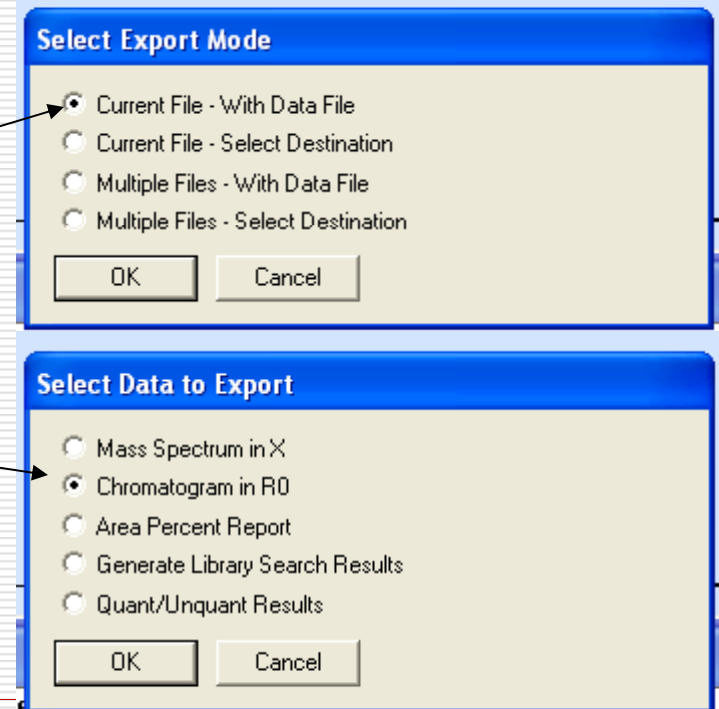 Select Export Mode
Current File - With Data File
Current File - Select Destination
Multiple Files - With Data File
Multiple Files - Select Destination
OK Cancel
Select Data to Export
Mass Spectrum in X
Chromatogram in R0
Area Percent Report
Generate Library Search Results
Quant/Unquant Results
OK Cancel